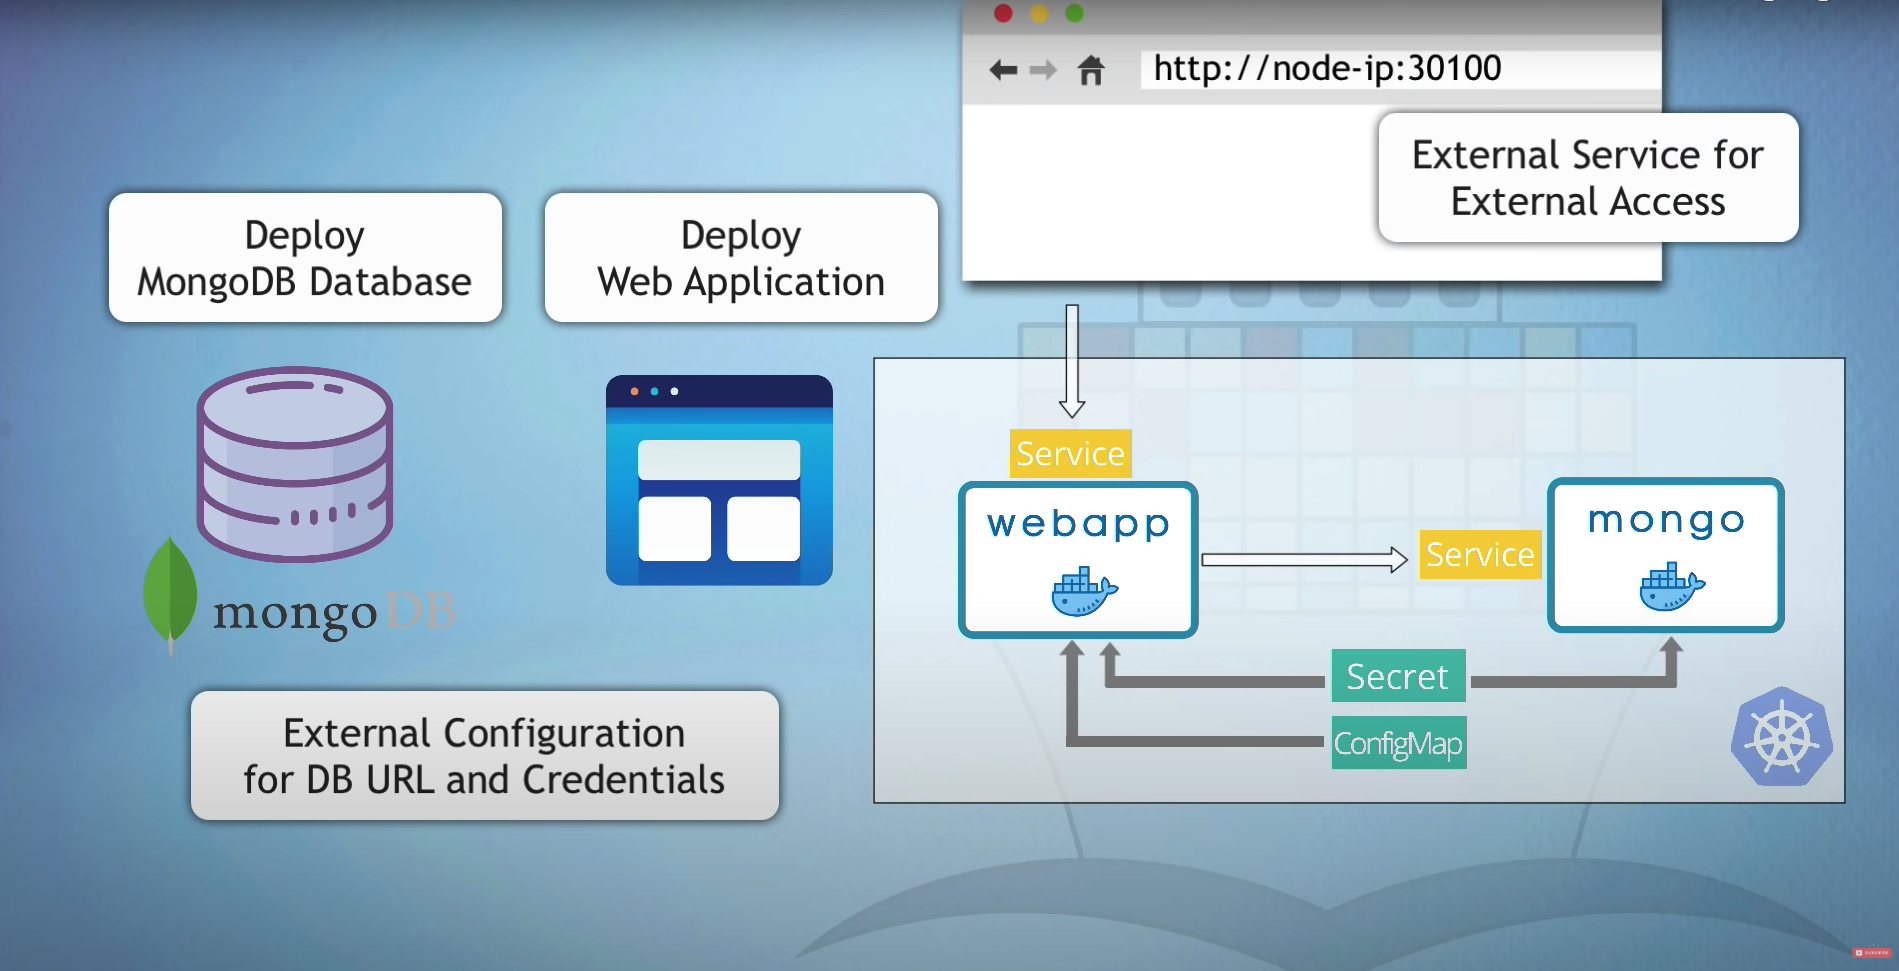 http://node-ip:30100
External Service for
External Access
Deploy
MongoDB Database
Deploy
Web Application
mongoDB
External Configuration
for DB URL and Credentials
Service
webapp
Service
mongo
Secret
ConfigMap